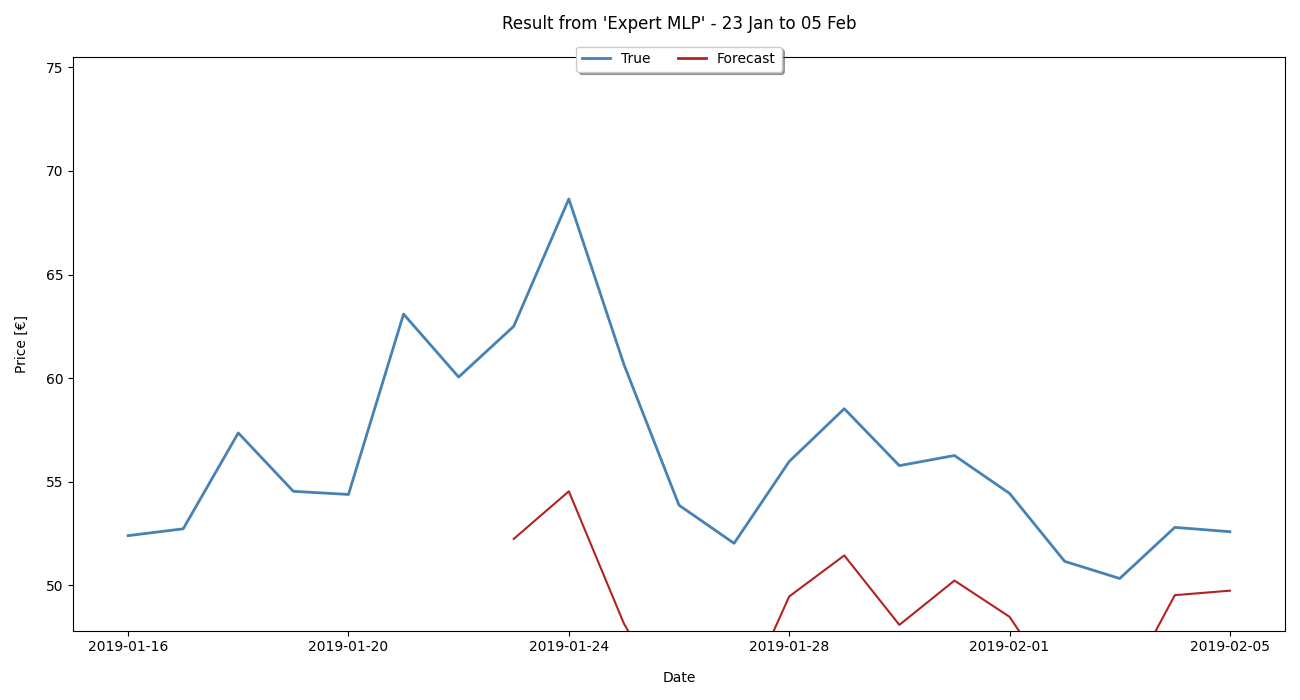 Result from 'Expert MLP' - 23 Jan to 05 Feb
True Forecast
75
70
65
60
55
50
Price [€]
2019-01-16 2019-01-20 2019-01-24 2019-01-28 2019-02-01 2019-02-05
Date